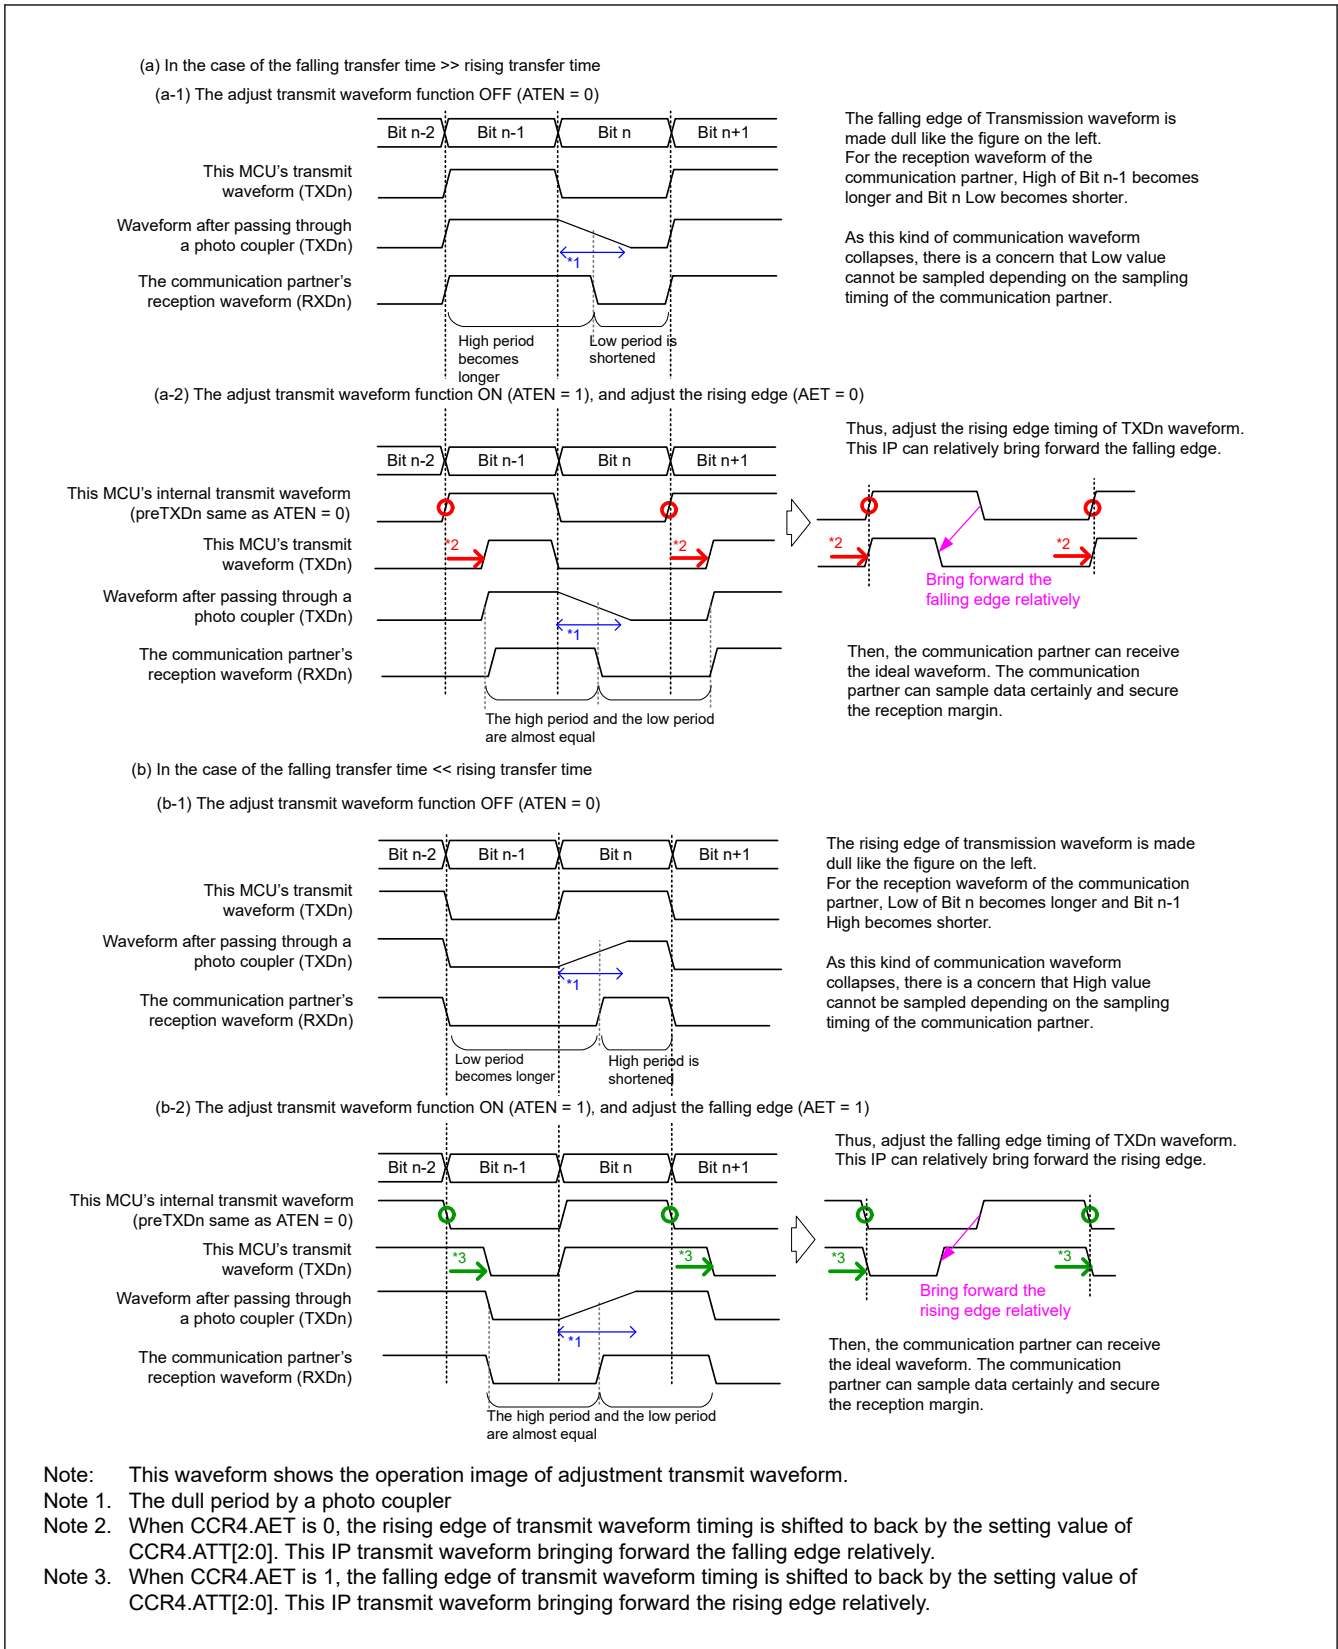 (a) In the case of the falling transfer time >> rising transfer time
(a-1) The adjust transmit waveform function OFF (ATEN = 0)
Bit n-2 Bit n-1 Bit n Bit n+1
This MCU's transmit
waveform (TXDn)
Waveform after passing through
a photo coupler (TXDn)
*1
The communication partner's
reception waveform (RXDn)
High period
becomes
longer
Low period is
shortened
The falling edge of Transmission waveform is
made dull like the figure on the left.
For the reception waveform of the
communication partner, High of Bit n-1 becomes
longer and Bit n Low becomes shorter.
As this kind of communication waveform
collapses, there is a concern that Low value
cannot be sampled depending on the sampling
timing of the communication partner.
(a-2) The adjust transmit waveform function ON (ATEN = 1), and adjust the rising edge (AET = 0)
Bit n-2 Bit n-1 Bit n Bit n+1
This MCU's internal transmit waveform
(preTXDn same as ATEN = 0)
This MCU's transmit
waveform (TXDn)
*2 *2
Waveform after passing through a
photo coupler (TXDn)
*1
The communication partner's
reception waveform (RXDn)
The high period and the low period
are almost equal
Thus, adjust the rising edge timing of TXDn waveform.
This IP can relatively bring forward the falling edge.
*2 *2
Bring forward the
falling edge relatively
Then, the communication partner can receive
the ideal waveform. The communication
partner can sample data certainly and secure
the reception margin.
(b) In the case of the falling transfer time << rising transfer time
(b-1) The adjust transmit waveform function OFF (ATEN = 0)
Bit n-2 Bit n-1 Bit n Bit n+1
This MCU's transmit
waveform (TXDn)
Waveform after passing through a
photo coupler (TXDn)
*1
The communication partner's
reception waveform (RXDn)
Low period
becomes longer
High period is
shortened
The rising edge of transmission waveform is made
dull like the figure on the left.
For the reception waveform of the communication
partner, Low of Bit n becomes longer and Bit n-1
High becomes shorter.
As this kind of communication waveform
collapses, there is a concern that High value
cannot be sampled depending on the sampling
timing of the communication partner.
(b-2) The adjust transmit waveform function ON (ATEN = 1), and adjust the falling edge (AET = 1)
Bit n-2 Bit n-1 Bit n Bit n+1
This MCU's internal transmit waveform
(preTXDn same as ATEN = 0)
This MCU's transmit
waveform (TXDn)
*3 *3
Waveform after passing through
a photo coupler (TXDn)
*1
The communication partner's
reception waveform (RXDn)
The high period and the low period
are almost equal
Thus, adjust the falling edge timing of TXDn waveform.
This IP can relatively bring forward the rising edge.
*3 *3
Bring forward the
rising edge relatively
Then, the communication partner can receive
the ideal waveform. The communication
partner can sample data certainly and secure
the reception margin.
Note: This waveform shows the operation image of adjustment transmit waveform.
Note 1. The dull period by a photo coupler
Note 2. When CCR4.AET is 0, the rising edge of transmit waveform timing is shifted to back by the setting value of
CCR4.ATT[2:0]. This IP transmit waveform bringing forward the falling edge relatively.
Note 3. When CCR4.AET is 1, the falling edge of transmit waveform timing is shifted to back by the setting value of
CCR4.ATT[2:0]. This IP transmit waveform bringing forward the rising edge relatively.